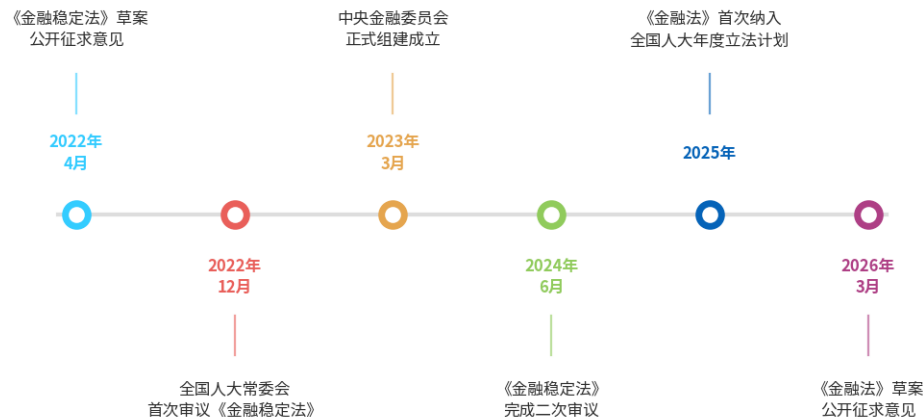 《金融稳定法》草案
公开征求意见
2022年
4月
2022年
12月
全国人大常委会
首次审议《金融稳定法》
中央金融委员会
正式组建成立
2023年
3月
2024年
6月
《金融稳定法》
完成二次审议
《金融法》首次纳入
全国人大年度立法计划
2025年
2026年
3月
《金融法》草案
公开征求意见